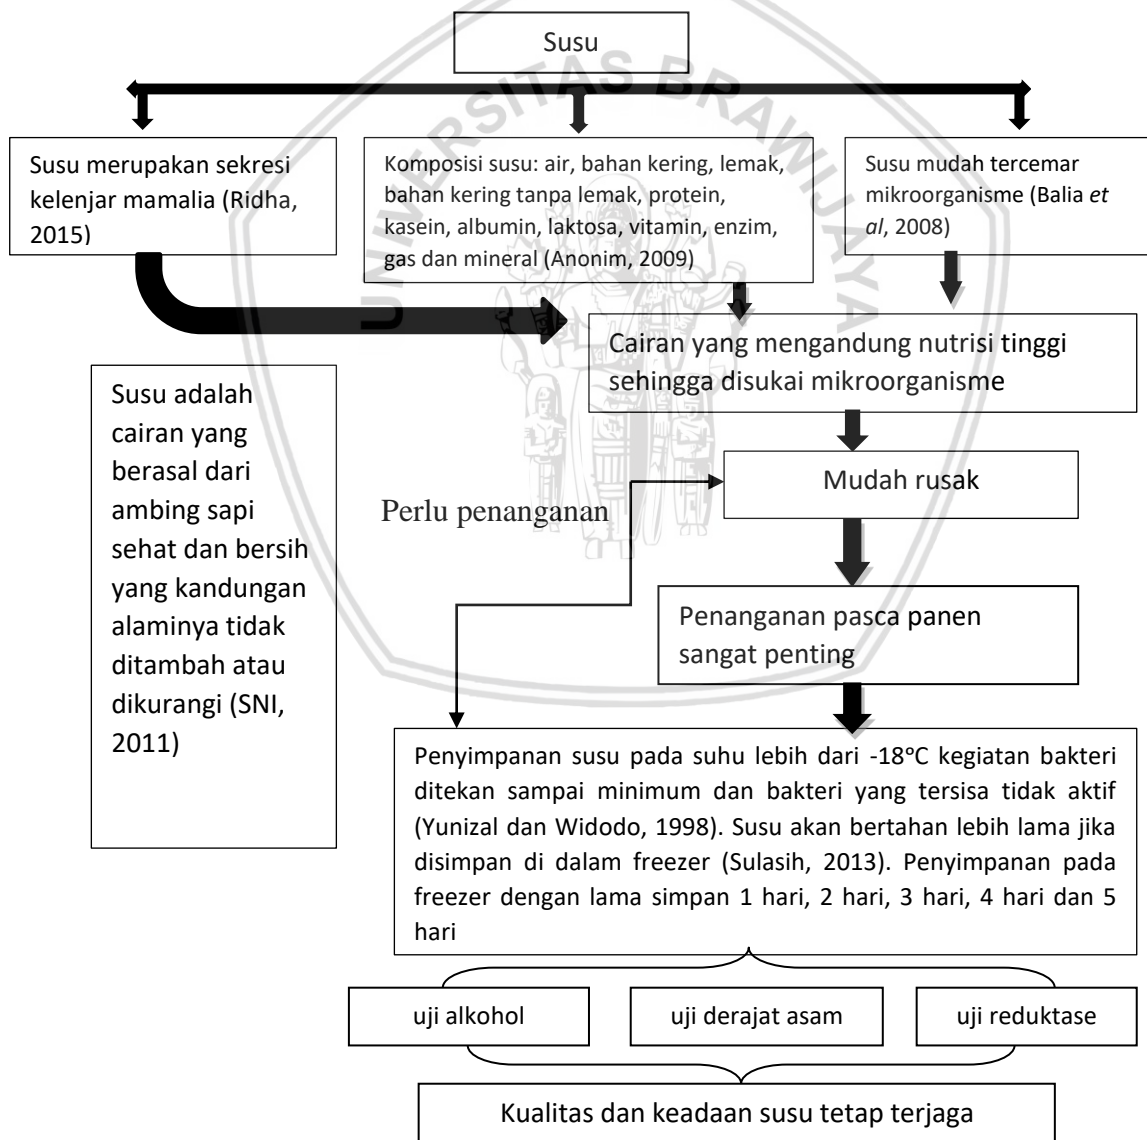 Susu
UNIVERSITAS BRAWIJAYA
Susu merupakan sekresi
kelenjar mamalia (Ridha,
2015)
Komposisi susu: air, bahan kering, lemak,
bahan kering tanpa lemak, protein,
kasein, albumin, laktosa, vitamin, enzim,
gas dan mineral (Anonim, 2009)
Susu mudah tercemar
mikroorganisme (Balia et
al, 2008)
Cairan yang mengandung nutrisi tinggi
sehingga disukai mikroorganisme
Susu adalah
cairan yang
berasal dari
ambing sapi
sehat dan bersih
yang kandungan
alaminya tidak
ditambah atau
dikurangi (SNI,
2011)
Mudah rusak
Perlu penanganan
Penanganan pasca panen
sangat penting
Penyimpanan susu pada suhu lebih dari -18°C kegiatan bakteri
ditekan sampai minimum dan bakteri yang tersisa tidak aktif
(Yunizal dan Widodo, 1998). Susu akan bertahan lebih lama jika
disimpan di dalam freezer (Sulasih, 2013). Penyimpanan pada
freezer dengan lama simpan 1 hari, 2 hari, 3 hari, 4 hari dan 5
hari
uji alkohol
uji derajat asam
uji reduktase
Kualitas dan keadaan susu tetap terjaga